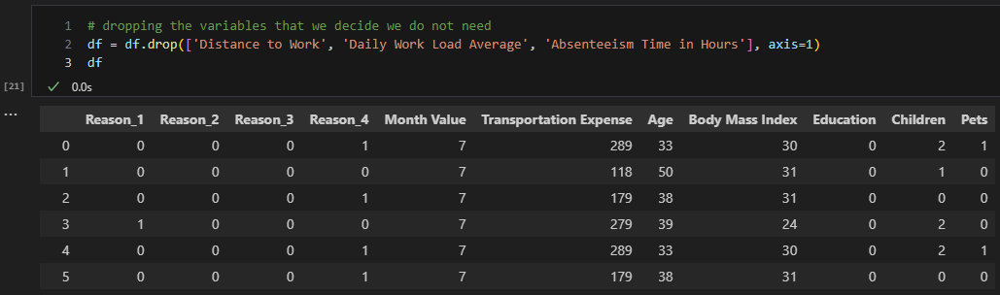 1 # dropping the variables that we decide we do not need
2 df = df.drop(['Distance to Work', 'Daily Work Load Average', 'Absenteeism Time in Hours'], axis=1)
3 df
[21] ✓ 0.0s
...
Reason_1 Reason_2 Reason_3 Reason_4 Month Value Transportation Expense Age Body Mass Index Education Children Pets
0 0 0 0 1 7 289 33 30 0 2 1
1 0 0 0 0 7 118 50 31 0 1 0
2 0 0 0 1 7 179 38 31 0 0 0
3 1 0 0 0 7 279 39 24 0 2 0
4 0 0 0 1 7 289 33 30 0 2 1
5 0 0 0 1 7 179 38 31 0 0 0